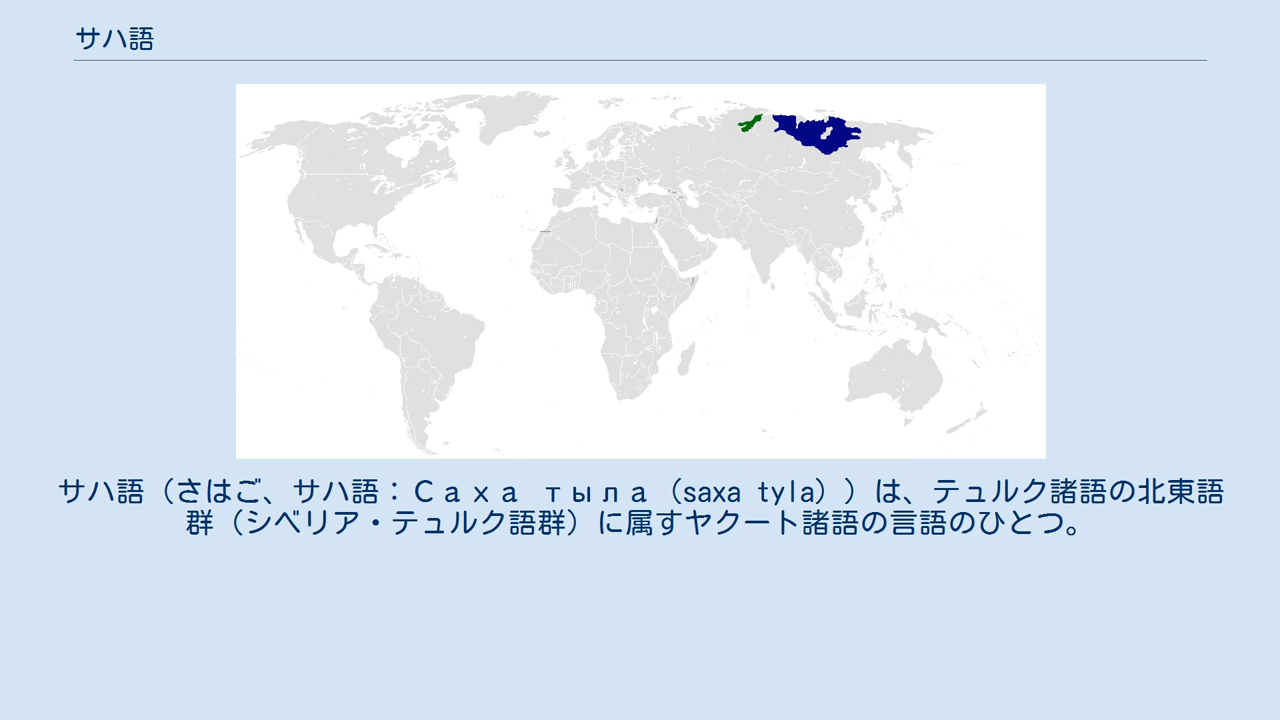 サハ語
サハ語（さはご、サハ語：Саха тыла（saxa tyla））は、テュルク諸語の北東語
群（シベリア・テュルク語群）に属すヤクート諸語の言語のひとつ。